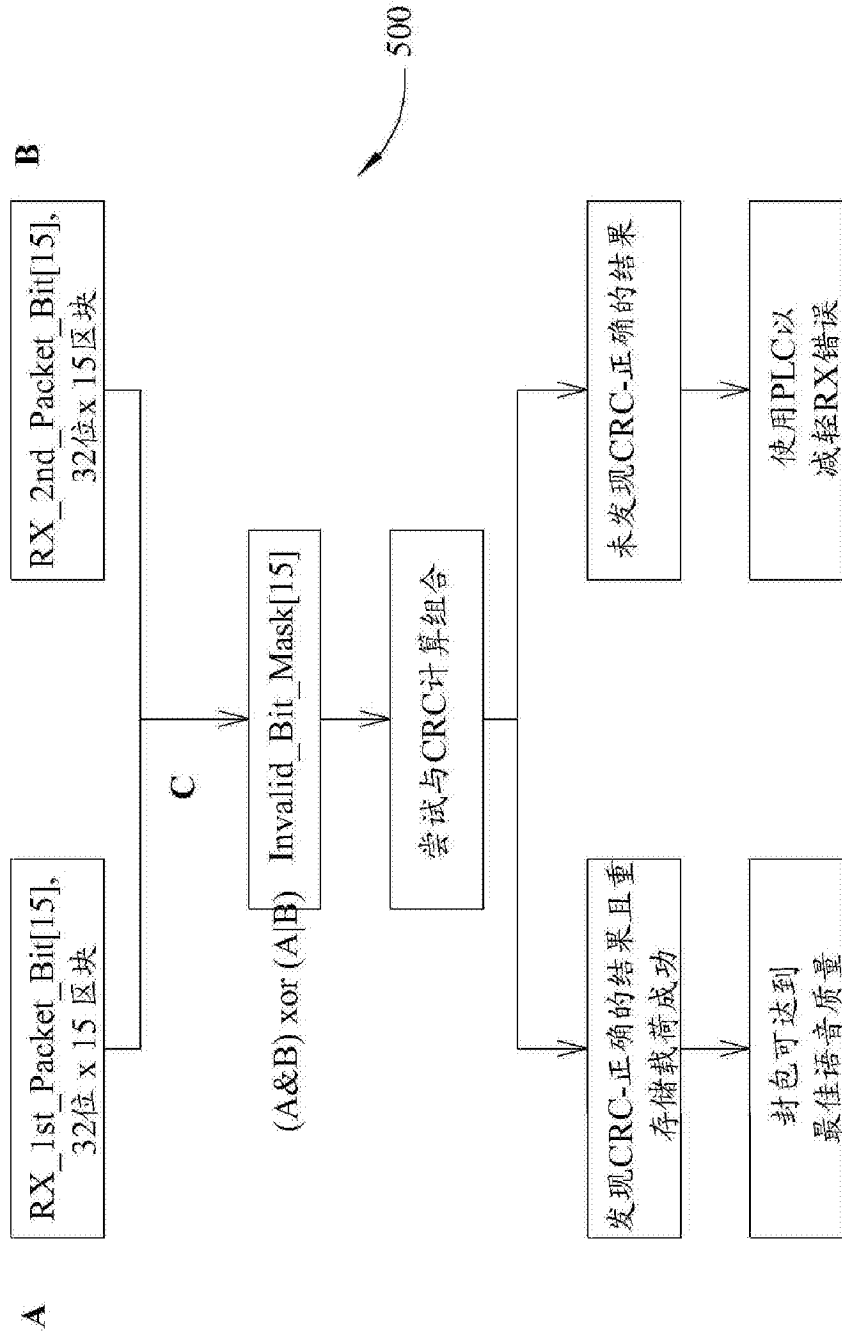 A
RX_1st_Packet_Bit[15],
32位 x 15 区块
B
RX_2nd_Packet_Bit[15],
32位x 15区块
C
(A&B) xor (A|B)
Invalid_Bit_Mask[15]
尝试与CRC计算组合
发现CRC-正确的结果且重
存储载荷成功
未发现CRC-正确的结果
封包可达到
最佳语音质量
使用PLC以
减轻RX错误
500